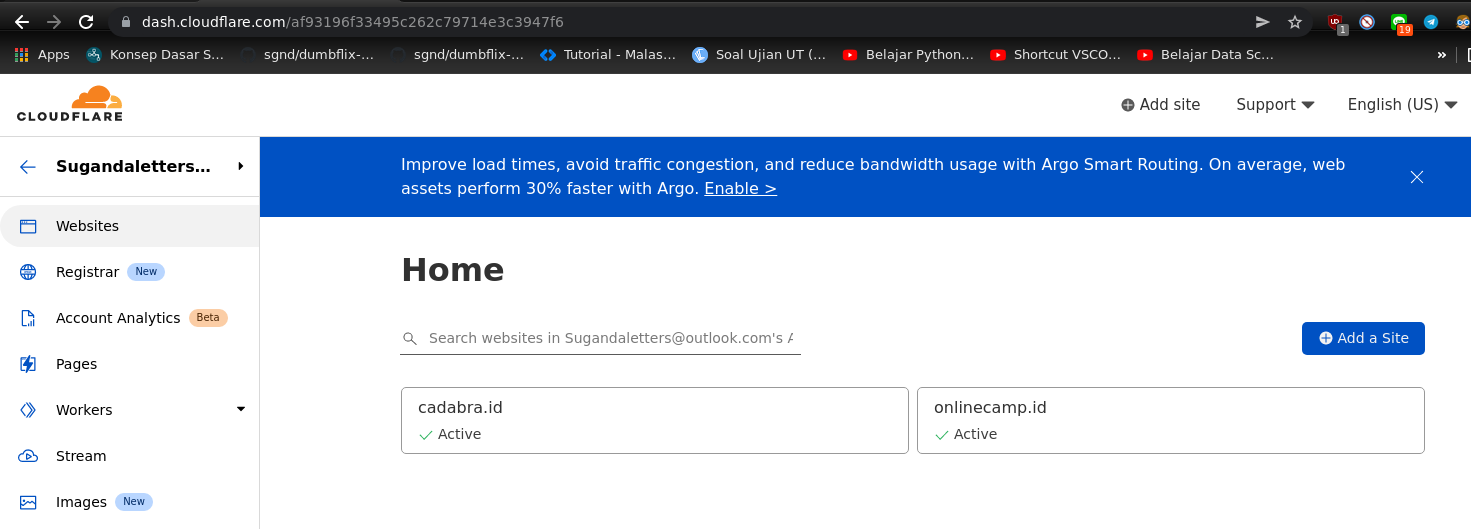 dash.cloudflare.com/af93196f33495c262c79714e3c3947f6
1
19
Apps
Konsep Dasar S...
sgnd/dumbflix-...
sgnd/dumbflix-...
Tutorial - Malas...
Soal Ujian UT (...
Belajar Python...
Shortcut VSCO...
Belajar Data Sc...
»
CLOUDFLARE
Add site
Support
English (US)
Sugandaletters...
Improve load times, avoid traffic congestion, and reduce bandwidth usage with Argo Smart Routing. On average, web
assets perform 30% faster with Argo. Enable >
Websites
Registrar New
Account Analytics Beta
Pages
Workers
Stream
Images New
Home
Search websites in Sugandaletters@outlook.com's
Add a Site
cadabra.id
Active
onlinecamp.id
Active